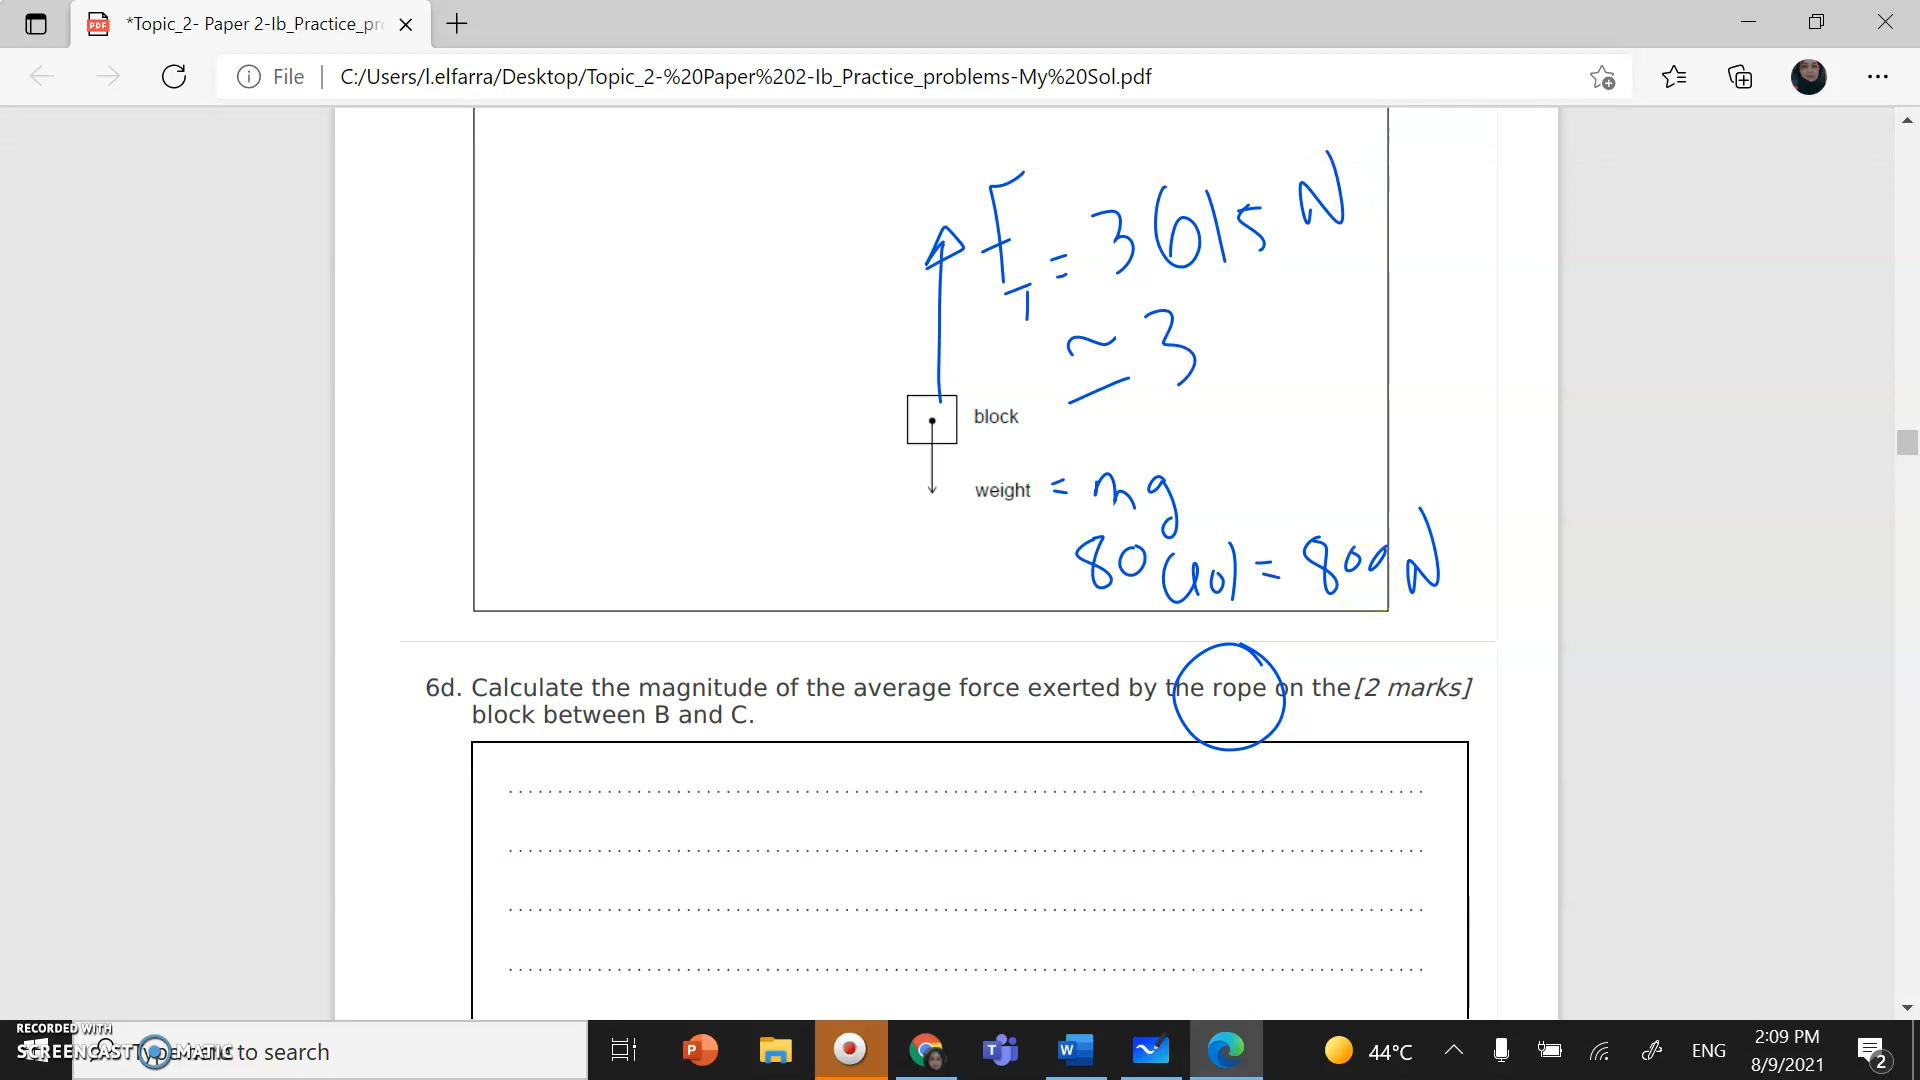 *Topic_2- Paper 2-Ib_Practice_pr
File
C:/Users/l.elfarra/Desktop/Topic_2-%20Paper%202-Ib_Practice_problems-My%20Sol.pdf
F_T = 3615 N
≈ 3
block
weight = mg
80(10) = 800 N
6d. Calculate the magnitude of the average force exerted by the rope on the [2 marks]
block between B and C.
RECORDED WITH
SCREENCAST MATIC
Type here to search
44°C
ENG
2:09 PM
8/9/2021
2